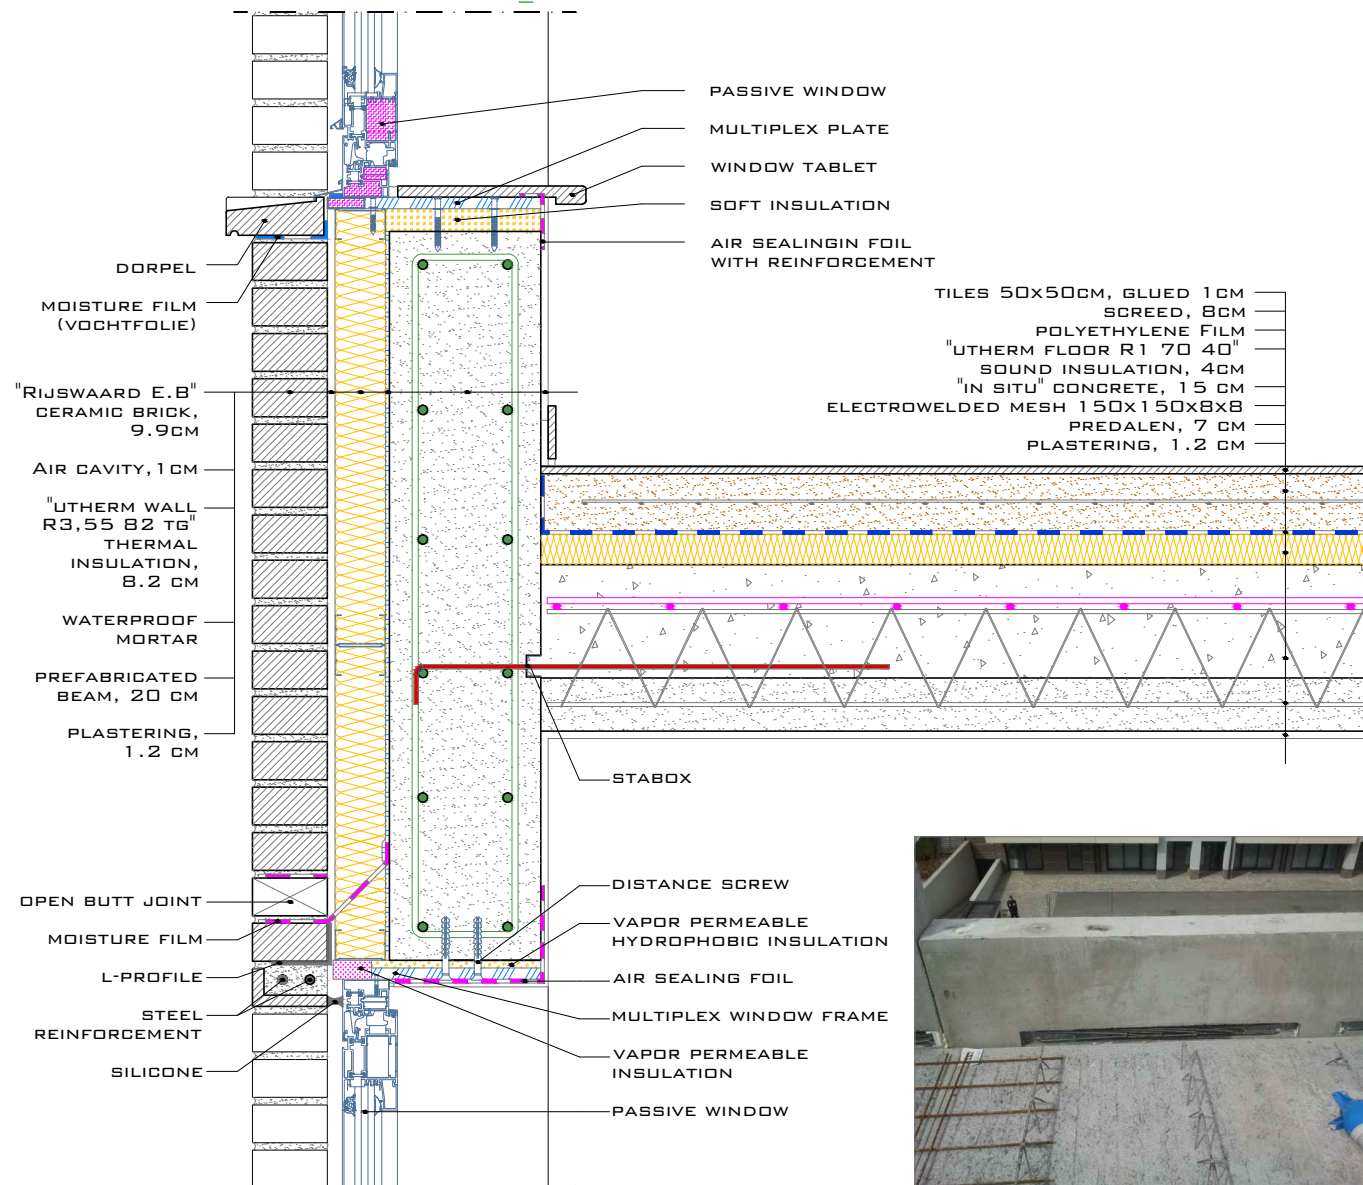 PASSIVE WINDOW
MULTIPLEX PLATE
WINDOW TABLET
SOFT INSULATION
AIR SEALINGIN FOIL
WITH REINFORCEMENT
DORPEL
MOISTURE FILM
(VOCHTFOLIE)
"RIJSWAARD E.B"
CERAMIC BRICK,
9.9CM
AIR CAVITY, 1CM
"UTHERM WALL
R3,55 82 TG"
THERMAL
INSULATION,
8.2 CM
WATERPROOF
MORTAR
PREFABRICATED
BEAM, 20 CM
PLASTERING,
1.2 CM
TILES 50X50CM, GLUED 1CM
SCREED, 8CM
POLYETHYLENE FILM
"UTHERM FLOOR R1 70 40"
SOUND INSULATION, 4CM
"IN SITU" CONCRETE, 15 CM
ELECTROWELDED MESH 150X150X8X8
PREDALEN, 7 CM
PLASTERING, 1.2 CM
STABOX
OPEN BUTT JOINT
MOISTURE FILM
L-PROFILE
STEEL
REINFORCEMENT
SILICONE
DISTANCE SCREW
VAPOR PERMEABLE
HYDROPHOBIC INSULATION
AIR SEALING FOIL
MULTIPLEX WINDOW FRAME
VAPOR PERMEABLE
INSULATION
PASSIVE WINDOW